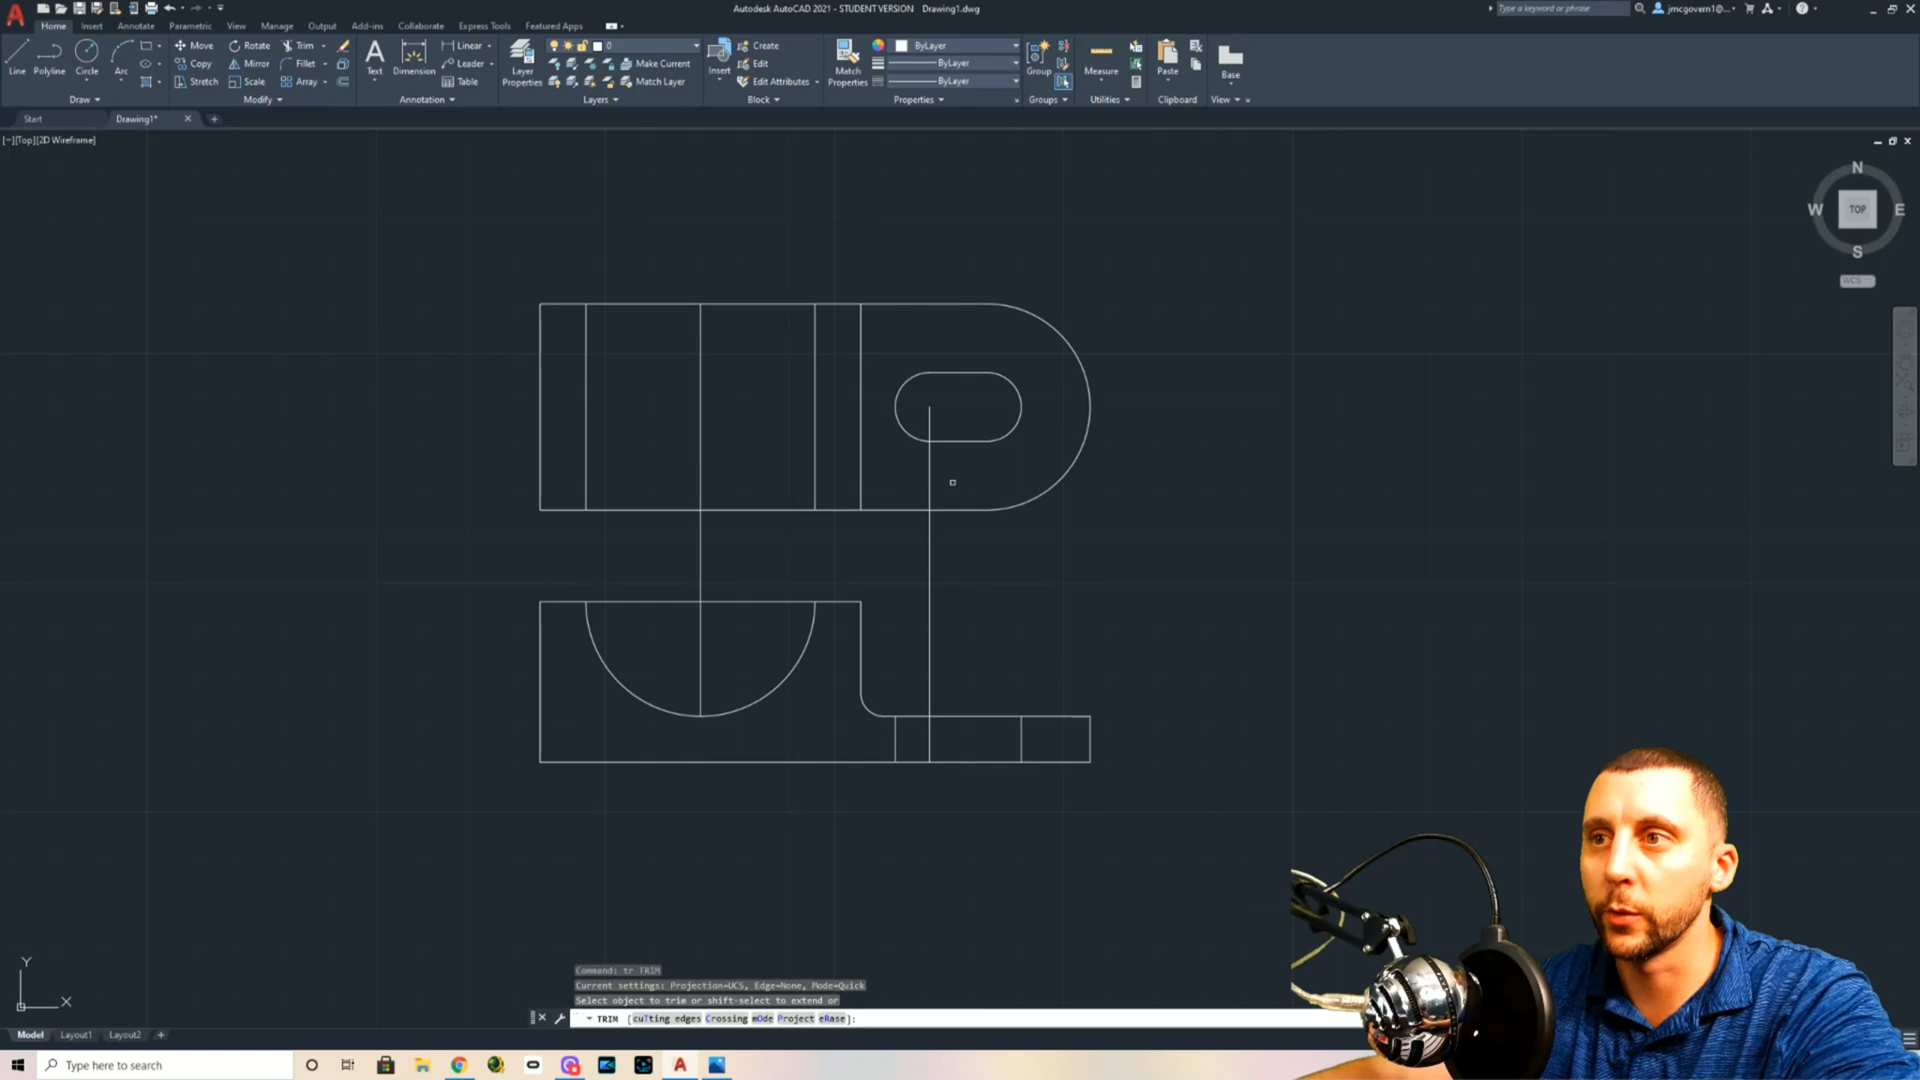 Autodesk AutoCAD 2021 - STUDENT VERSION Drawing1.dwg
Type a keyword or phrase
jmcgovern1@...
Home Insert Annotate Parametric View Manage Output Add-ins Collaborate Express Tools Featured Apps
Line Polyline Circle Arc
Move Rotate Trim
Copy Mirror Fillet
Stretch Scale Array
Text Dimension
Linear
Leader
Table
Layer Properties
0
Make Current
Match Layer
Insert
Create
Edit
Edit Attributes
Match Properties
ByLayer
ByLayer
ByLayer
Group
Measure
Paste
Base
Draw Modify Annotation Layers Block Properties Groups Utilities Clipboard View
Start Drawing1*
[−][Top][2D Wireframe]
N
W TOP E
S
WCS
Y
X
Command: tr TRIM
Current settings: Projection=UCS, Edge=None, Mode=Quick
Select object to trim or shift-select to extend or
TRIM [cuTting edges Crossing mOde Project eRase]:
Model Layout1 Layout2
Type here to search